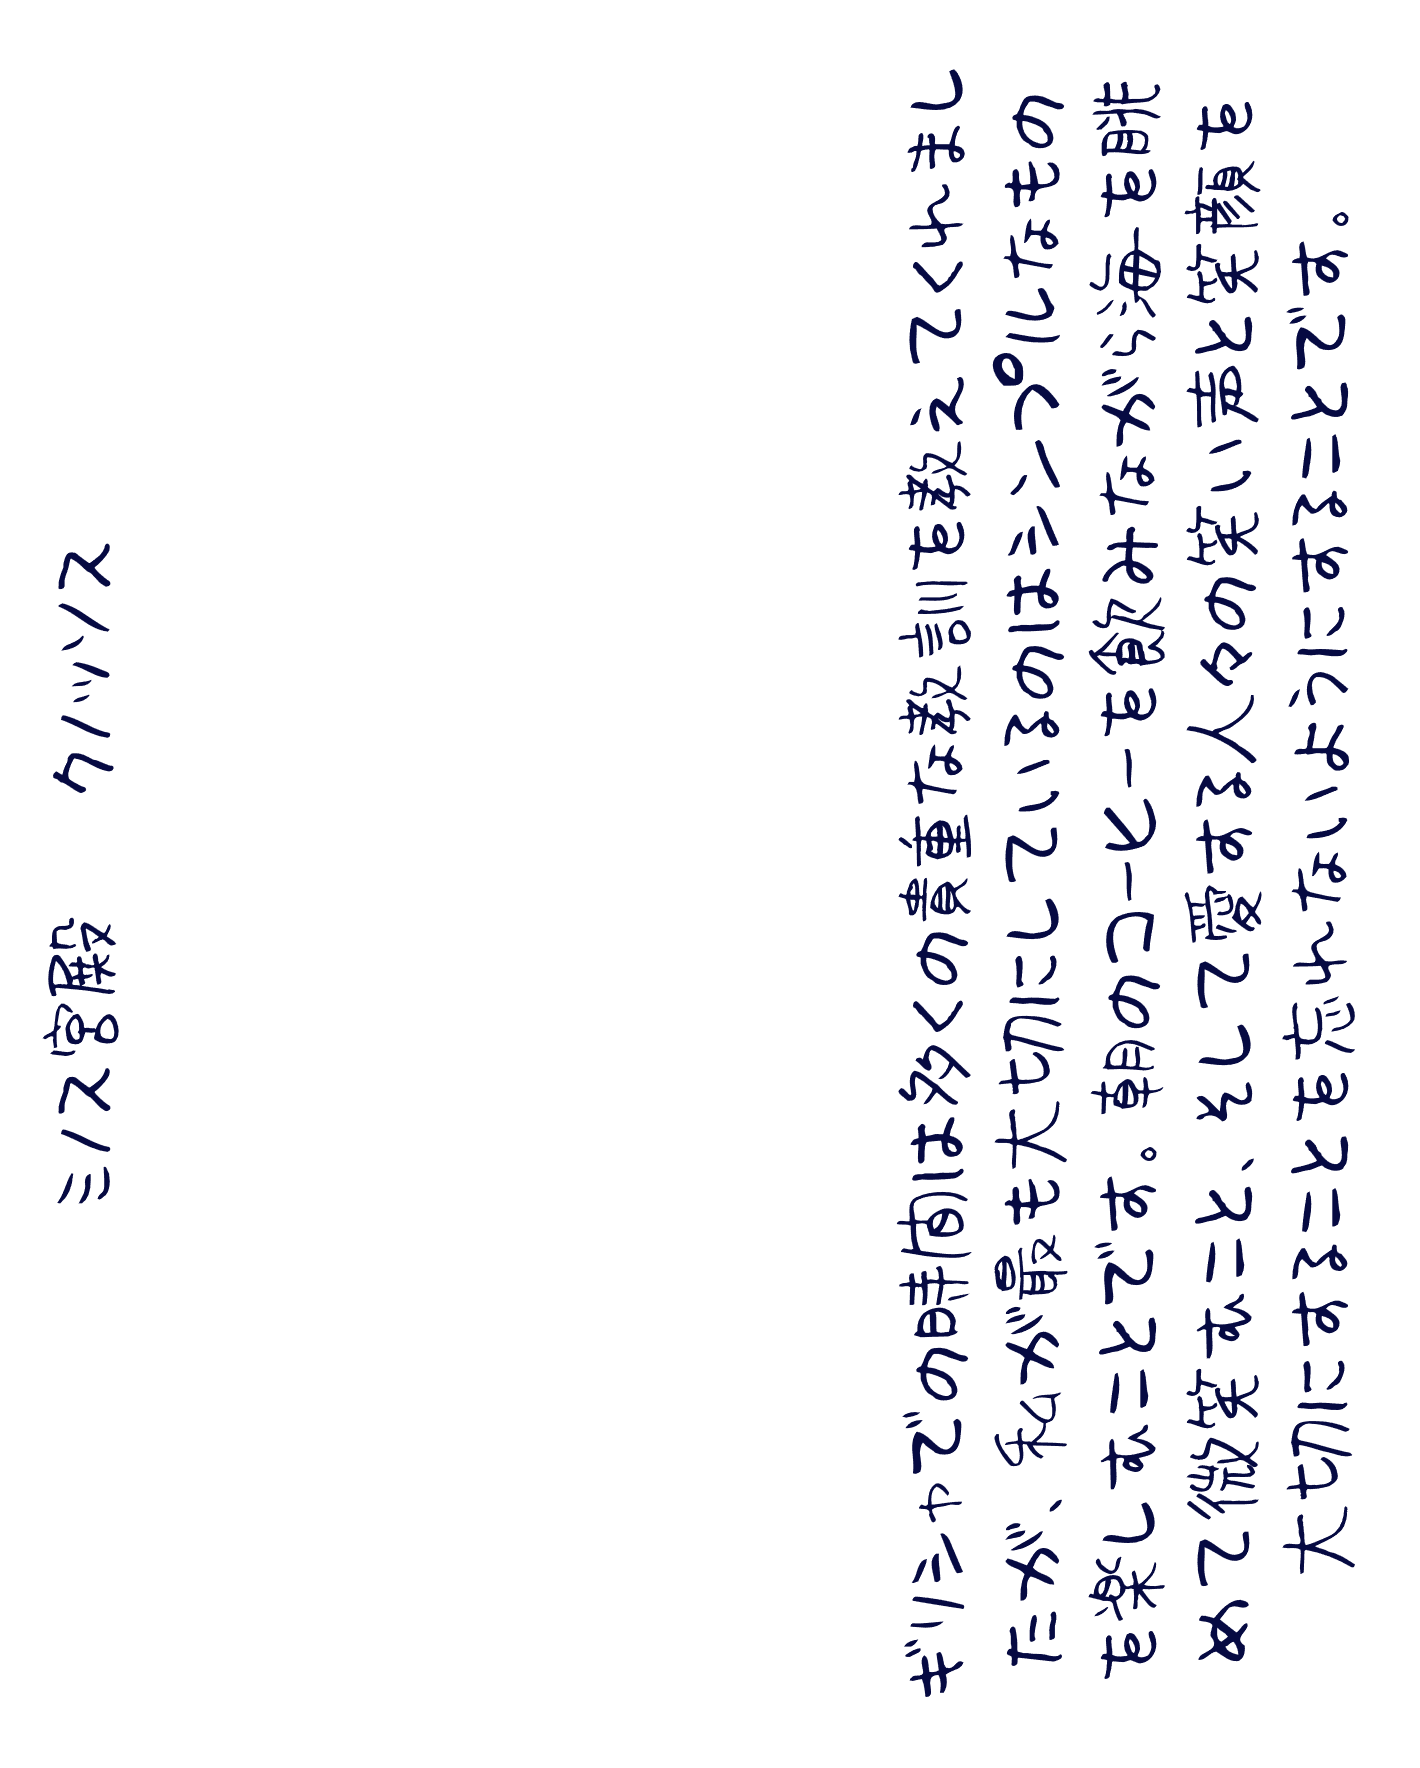 ミノス宮殿　クノッソス
ギリシャでの時間は多くの貴重な教訓を教えてくれまし
たが、私が最も大切にしているのはシンプルなもの
を楽しむことです。朝のコーヒーを飲みながら海を眺
めて微笑むこと、そして愛する人々の笑い声と笑顔を
大切にすることを忘れないようにすることです。